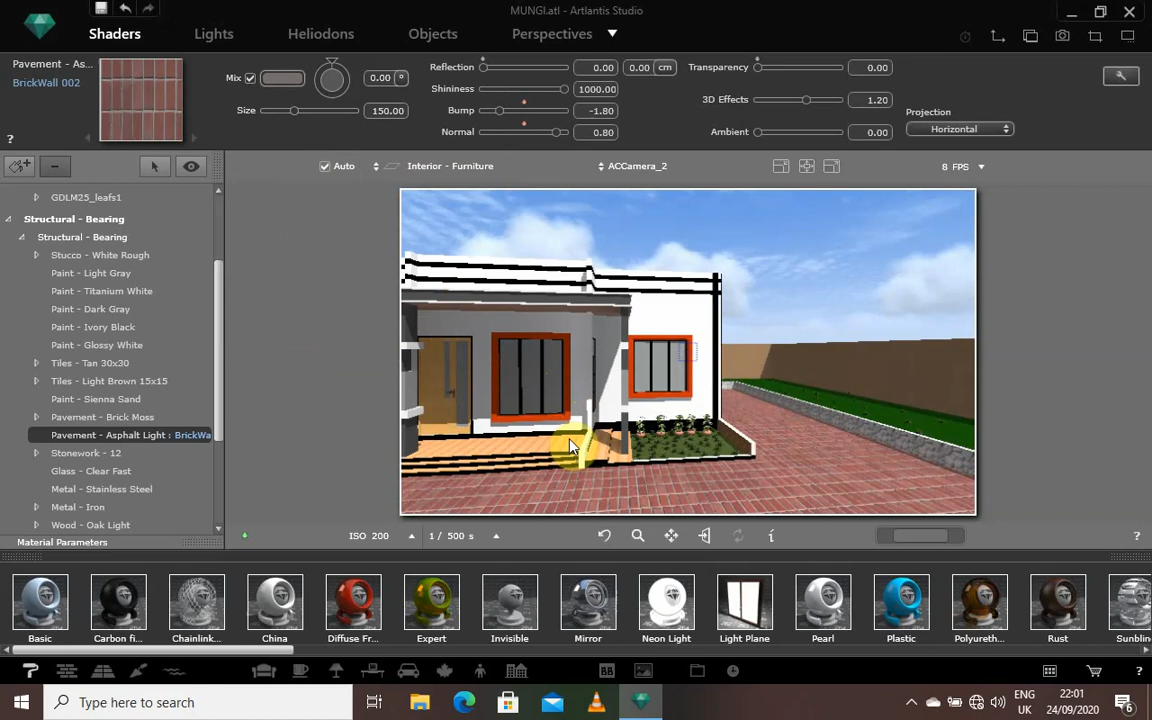 MUNGI.atl - Artlantis Studio
Shaders Lights Heliodons Objects Perspectives
Pavement - As...
BrickWall 002
Mix 0.00 °
Size 150.00
Reflection 0.00 0.00 cm
Shininess 1000.00
Bump -1.80
Normal 0.80
Transparency 0.00
3D Effects 1.20
Ambient 0.00
Projection
Horizontal
?
Auto Interior - Furniture ACCamera_2 8 FPS
GDLM25_leafs1
Structural - Bearing
Structural - Bearing
Stucco - White Rough
Paint - Light Gray
Paint - Titanium White
Paint - Dark Gray
Paint - Ivory Black
Paint - Glossy White
Tiles - Tan 30x30
Tiles - Light Brown 15x15
Paint - Sienna Sand
Pavement - Brick Moss
Pavement - Asphalt Light : BrickWa
Stonework - 12
Glass - Clear Fast
Metal - Stainless Steel
Metal - Iron
Wood - Oak Light
Material Parameters
ISO 200 1 / 500 s i ?
Basic Carbon fi... Chainlink... China Diffuse Fr... Expert Invisible Mirror Neon Light Light Plane Pearl Plastic Polyureth... Rust Sunblin
?
Type here to search
ENG
UK
22:01
24/09/2020
6